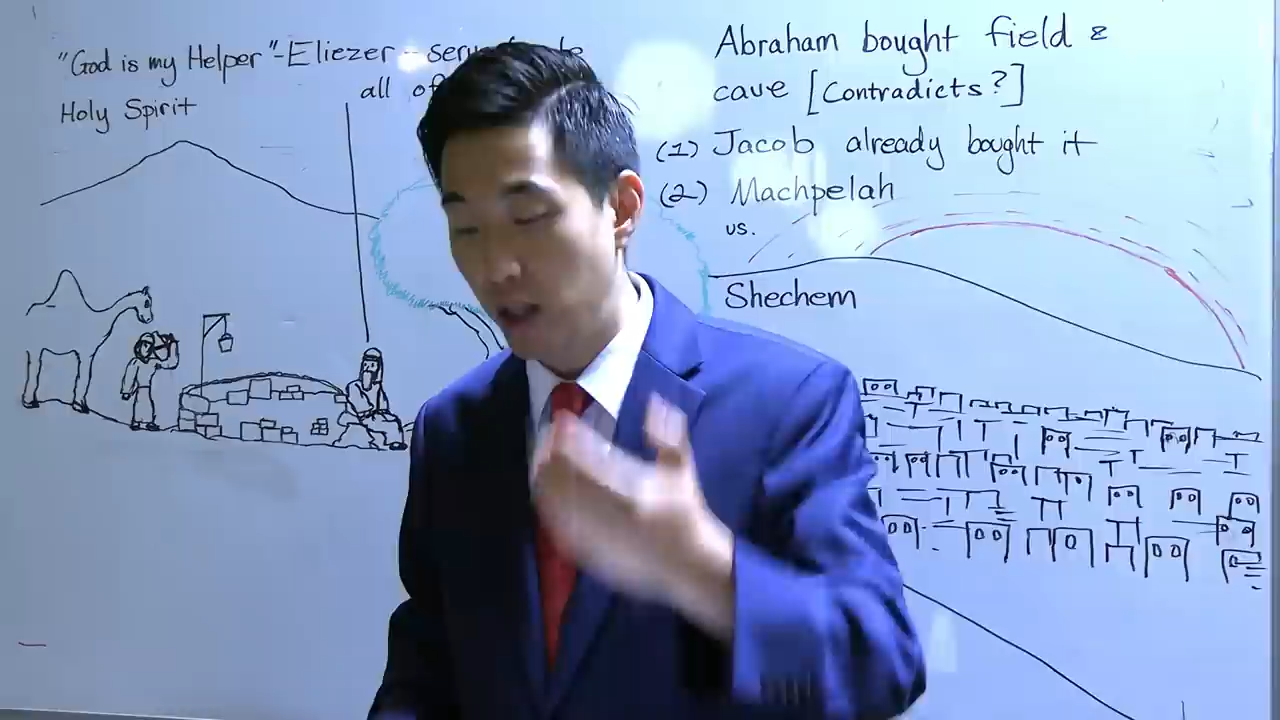 "God is my Helper"-Eliezer -
all of
Holy Spirit
Abraham bought field &
cave [Contradicts?]
(1) Jacob already bought it
(2) Machpelah
vs.
Shechem